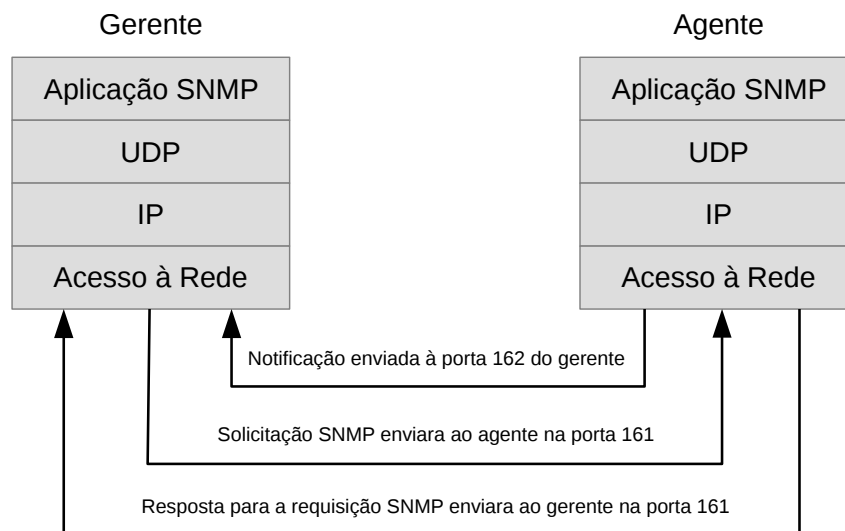 Gerente
Agente
Aplicação SNMP
UDP
IP
Acesso à Rede
Aplicação SNMP
UDP
IP
Acesso à Rede
Notificação enviada à porta 162 do gerente
Solicitação SNMP enviara ao agente na porta 161
Resposta para a requisição SNMP enviara ao gerente na porta 161